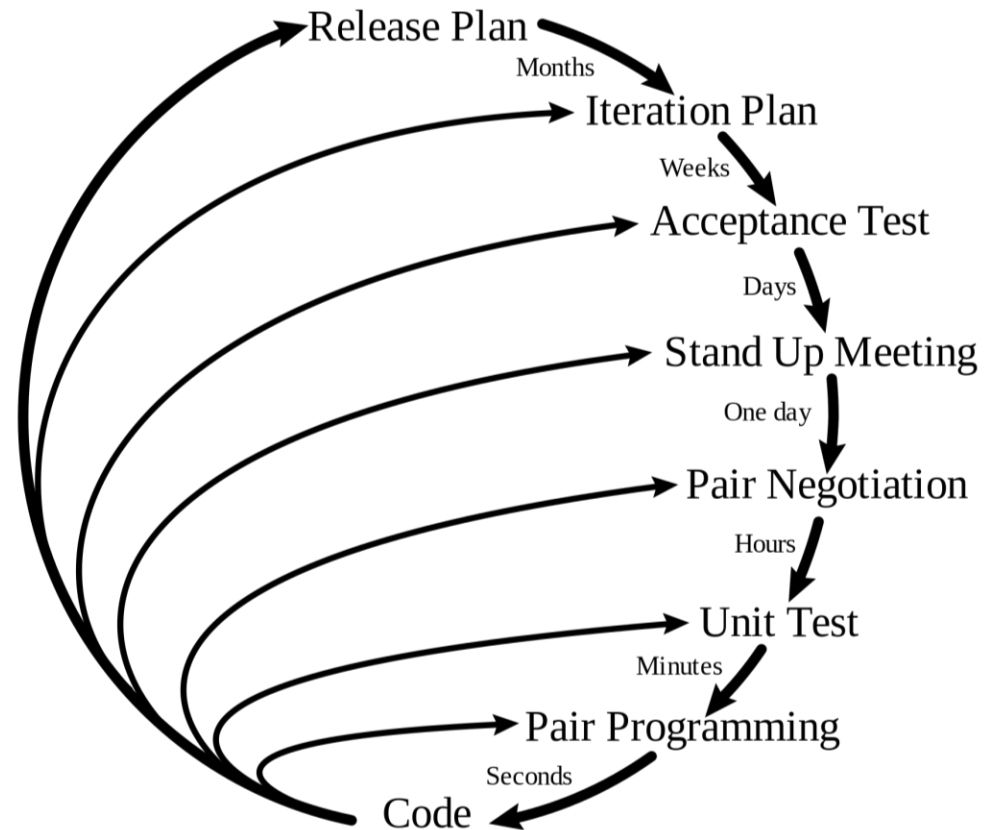 Release Plan
Months
Iteration Plan
Weeks
Acceptance Test
Days
Stand Up Meeting
One day
Pair Negotiation
Hours
Unit Test
Minutes
Pair Programming
Seconds
Code